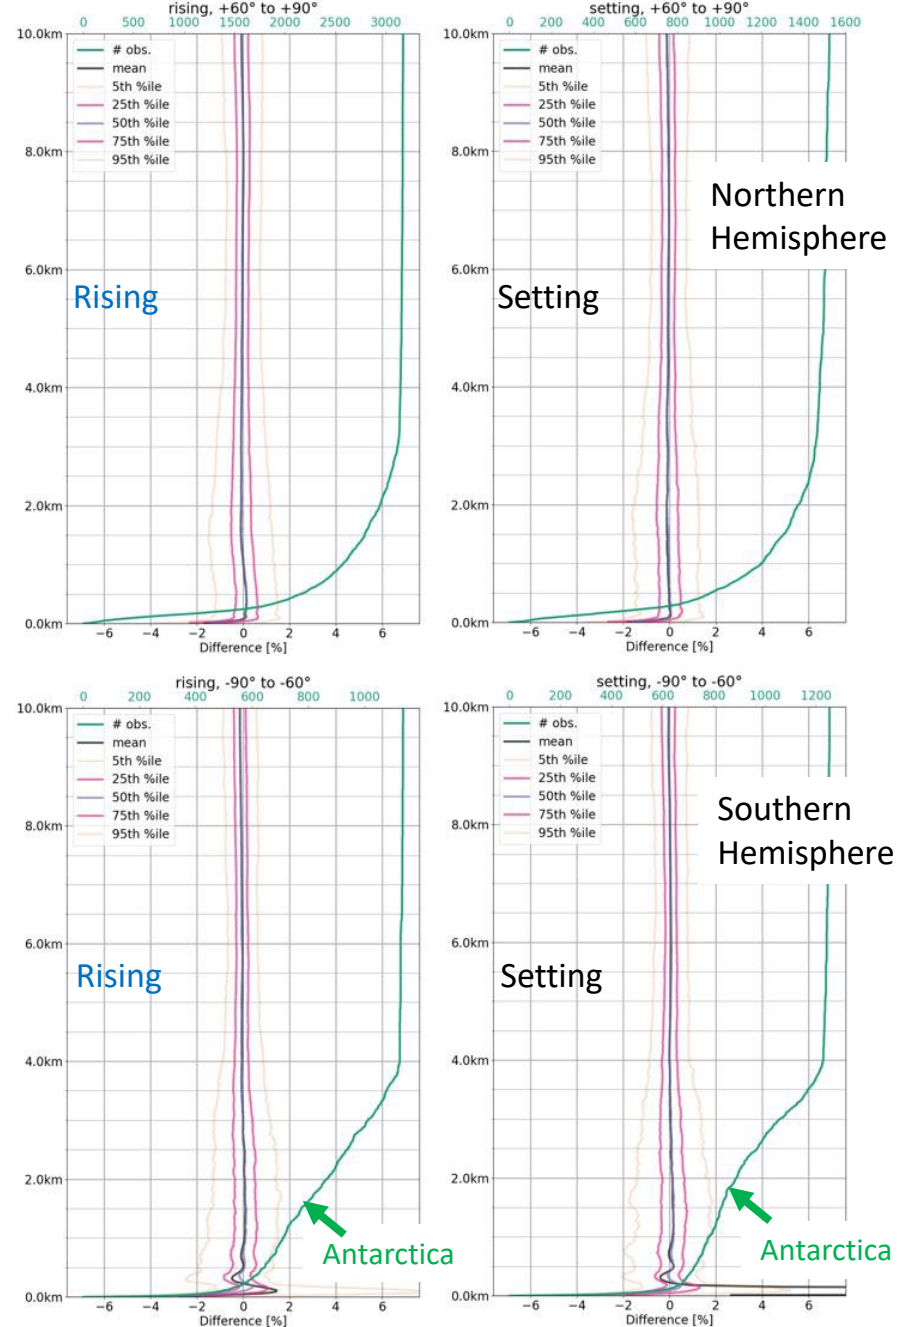 rising, +60° to +90°
0 500 1000 1500 2000 2500 3000
10.0km
8.0km
6.0km
4.0km
2.0km
0.0km
# obs.
mean
5th %ile
25th %ile
50th %ile
75th %ile
95th %ile
Rising
−6 −4 −2 0 2 4 6
Difference [%]
setting, +60° to +90°
0 200 400 600 800 1000 1200 1400 1600
10.0km
8.0km
6.0km
4.0km
2.0km
0.0km
# obs.
mean
5th %ile
25th %ile
50th %ile
75th %ile
95th %ile
Northern
Hemisphere
Setting
−6 −4 −2 0 2 4 6
Difference [%]
rising, -90° to -60°
0 200 400 600 800 1000
10.0km
8.0km
6.0km
4.0km
2.0km
0.0km
# obs.
mean
5th %ile
25th %ile
50th %ile
75th %ile
95th %ile
Rising
Antarctica
−6 −4 −2 0 2 4 6
Difference [%]
setting, -90° to -60°
0 200 400 600 800 1000 1200
10.0km
8.0km
6.0km
4.0km
2.0km
0.0km
# obs.
mean
5th %ile
25th %ile
50th %ile
75th %ile
95th %ile
Southern
Hemisphere
Setting
Antarctica
−6 −4 −2 0 2 4 6
Difference [%]